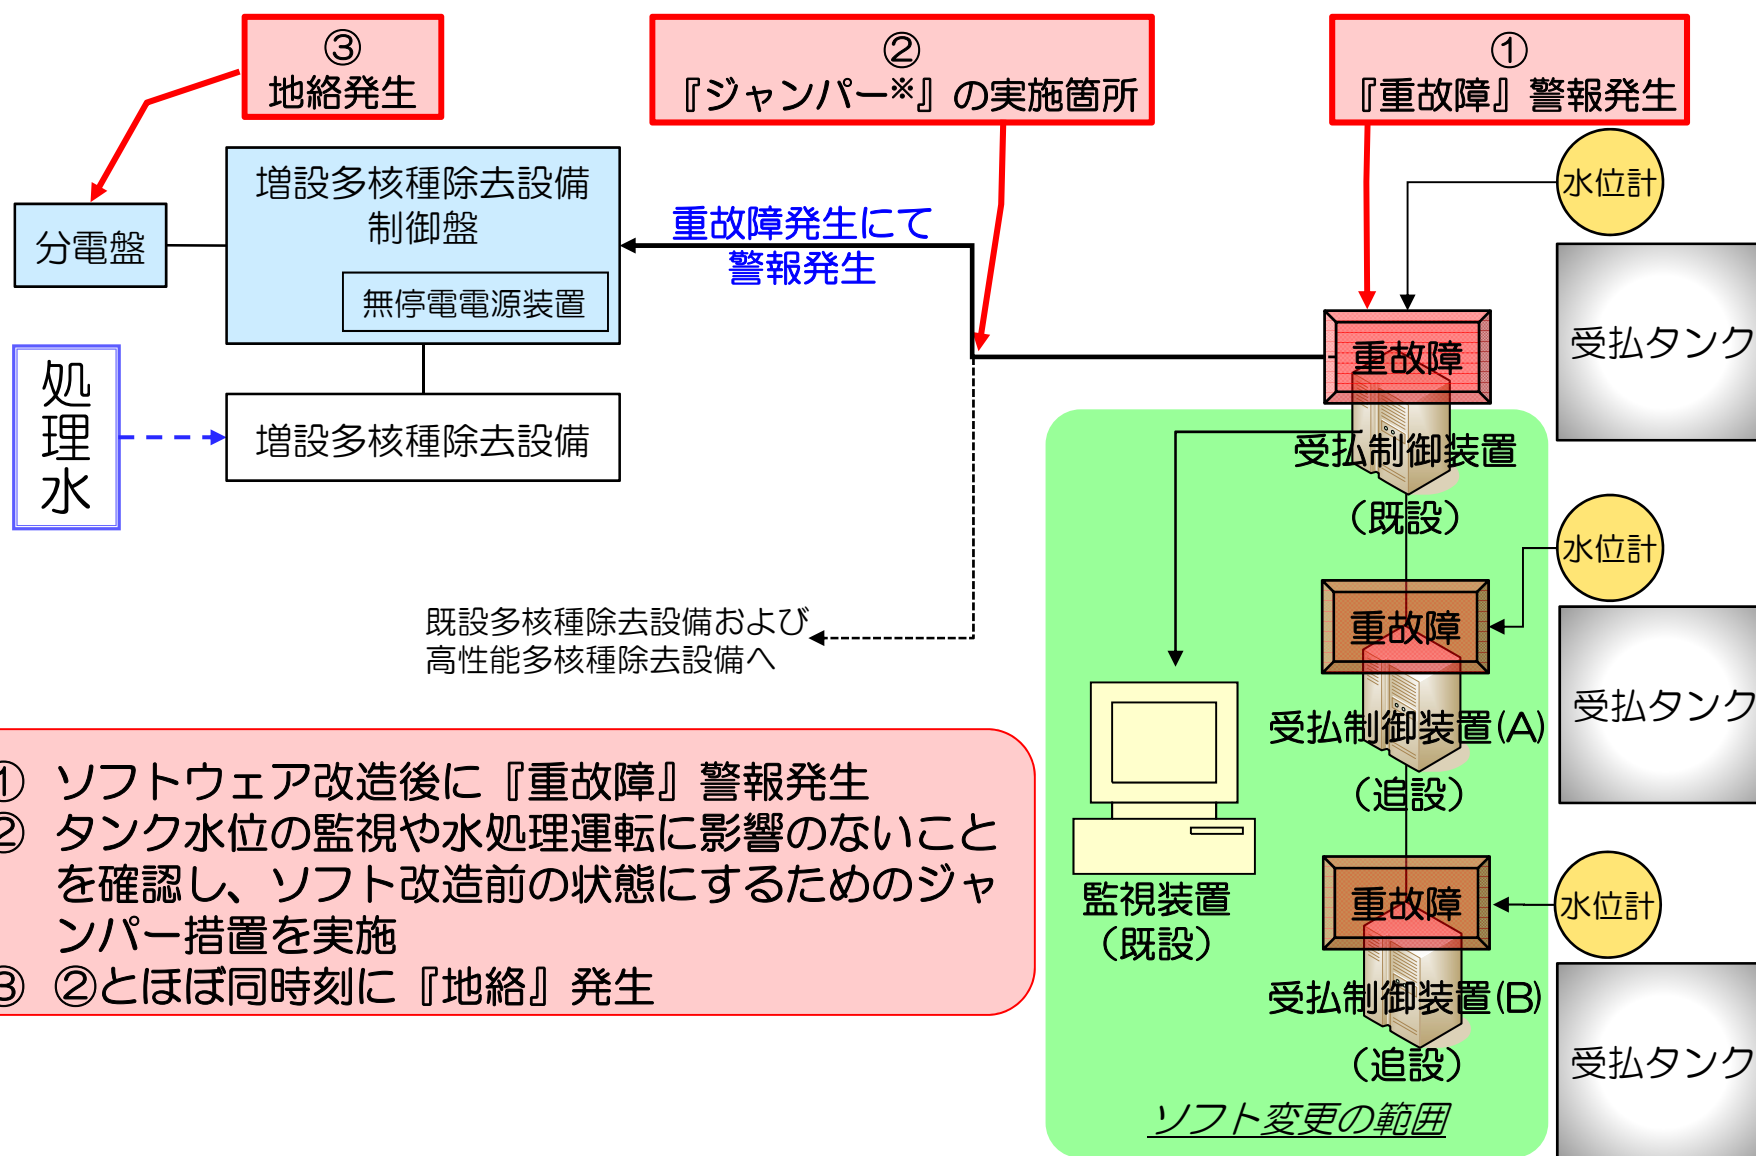 ③
地絡発生
②
『ジャンパー※』の実施箇所
①
『重故障』警報発生
水位計
増設多核種除去設備
制御盤
無停電電源装置
分電盤
重故障発生にて
警報発生
受払タンク
重故障
処理水
増設多核種除去設備
受払制御装置
（既設）
水位計
既設多核種除去設備および
高性能多核種除去設備へ
重故障
受払タンク
受払制御装置(A)
（追設）
① ソフトウェア改造後に『重故障』警報発生
② タンク水位の監視や水処理運転に影響のないこと
を確認し、ソフト改造前の状態にするためのジャ
ンパー措置を実施
③ ②とほぼ同時刻に『地絡』発生
監視装置
（既設）
重故障
水位計
受払制御装置(B)
（追設）
受払タンク
ソフト変更の範囲